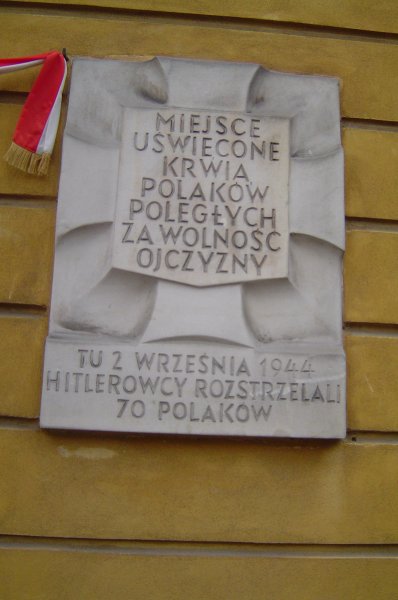 MIEJSCE
UŚWIĘCONE
KRWIĄ
POLAKÓW
POLEGŁYCH
ZA WOLNOŚĆ
OJCZYZNY
TU 2 WRZEŚNIA 1944
HITLEROWCY ROZSTRZELALI
70 POLAKÓW